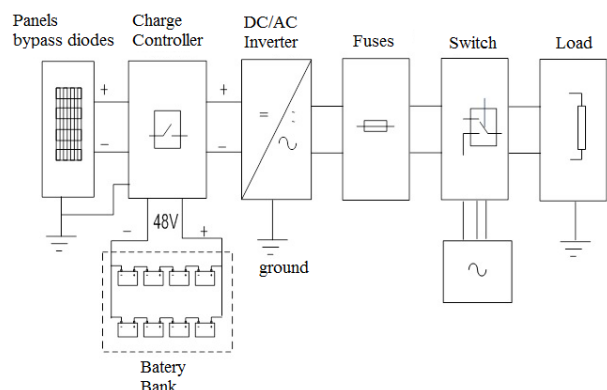 Panels
bypass diodes
Charge
Controller
DC/AC
Inverter
Fuses
Switch
Load
+
−
+
−
=
−
48V
+
ground
Batery
Bank